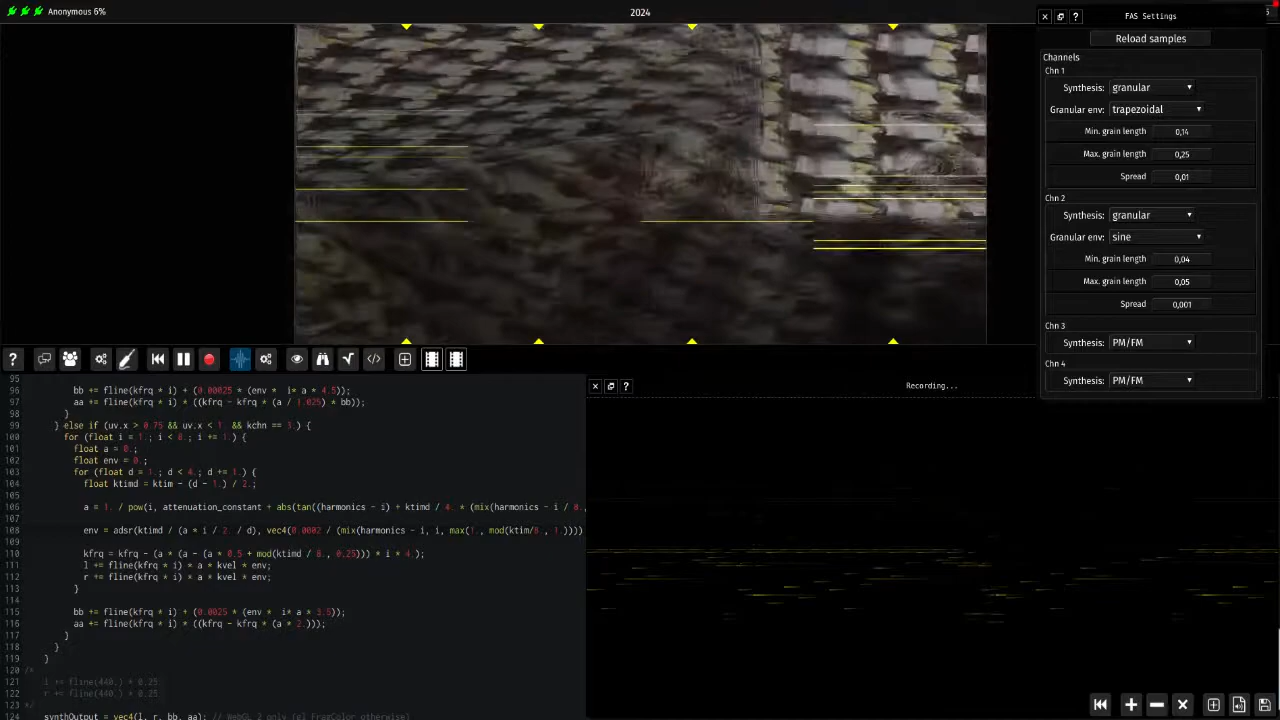 Anonymous 6%
2024
FAS Settings
Reload samples
Channels
Chn 1
Synthesis: granular
Granular env: trapezoidal
Min. grain length 0,14
Max. grain length 0,25
Spread 0,01
Chn 2
Synthesis: granular
Granular env: sine
Min. grain length 0,04
Max. grain length 0,05
Spread 0,001
Chn 3
Synthesis: PM/FM
Chn 4
Synthesis: PM/FM
Recording...
95
96 bb += fline(kfrq * i) + (0.00025 * (env * i* a * 4.5));
97 aa += fline(kfrq * i) * ((kfrq - kfrq * (a / 1.025) * bb));
98 }
99 } else if (uv.x > 0.75 && uv.x < 1. && kchn == 3.) {
100 for (float i = 1.; i < 8.; i += 1.) {
101 float a = 0.;
102 float env = 0.;
103 for (float d = 1.; d < 4.; d += 1.) {
104 float ktimd = ktim - (d - 1.) / 2.;
105
106 a = 1. / pow(i, attenuation_constant + abs(tan((harmonics - i) + ktimd / 4. * (mix(harmonics - i / 8.,
107
108 env = adsr(ktimd / (a * i / 2. / d), vec4(0.0002 / (mix(harmonics - i, i, max(1., mod(ktim/8., 1.))))
109
110 kfrq = kfrq - (a * (a - (a * 0.5 + mod(ktimd / 8., 0.25))) * i * 4.);
111 l += fline(kfrq * i) * a * kvel * env;
112 r += fline(kfrq * i) * a * kvel * env;
113 }
114
115 bb += fline(kfrq * i) + (0.0025 * (env * i* a * 3.5));
116 aa += fline(kfrq * i) * ((kfrq - kfrq * (a * 2.)));
117 }
118 }
119 }
120 /*
121 l += fline(440.) * 0.25
122 r += fline(440.) * 0.25
123 */
124 synthOutput = vec4(l, r, bb, aa); // WebGL 2 only (gl_FragColor otherwise)